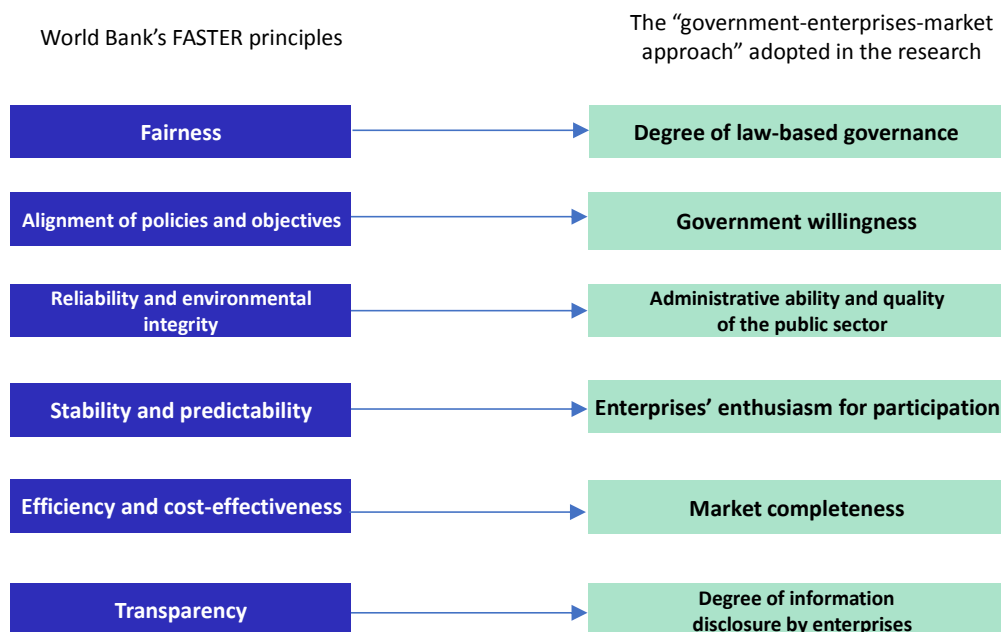 World Bank’s FASTER principles
The “government-enterprises-market
approach” adopted in the research
Fairness
Degree of law-based governance
Alignment of policies and objectives
Government willingness
Reliability and environmental
integrity
Administrative ability and quality
of the public sector
Stability and predictability
Enterprises’ enthusiasm for participation
Efficiency and cost-effectiveness
Market completeness
Transparency
Degree of information
disclosure by enterprises